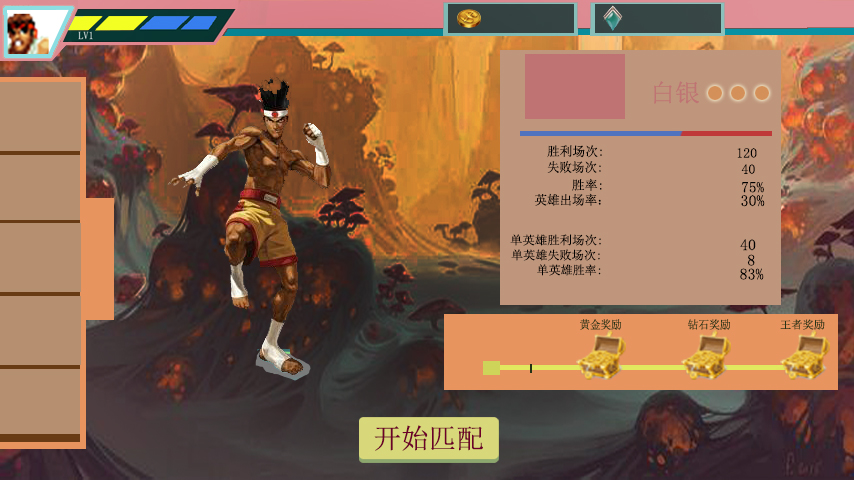 LV1
白银
胜利场次: 120
失败场次: 40
胜率: 75%
英雄出场率: 30%
单英雄胜利场次: 40
单英雄失败场次: 8
单英雄胜率: 83%
黄金奖励 钻石奖励 王者奖励
开始匹配